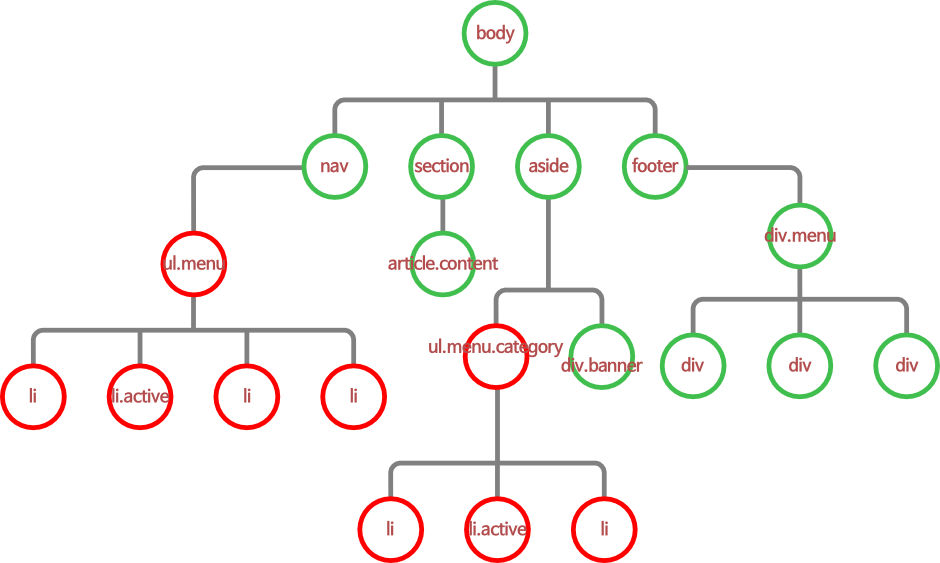 body
nav
section
aside
footer
div.menu
ul.menu
article.content
ul.menu.category
div.banner
div
div
div
li
li.active
li
li
li
li.active
li